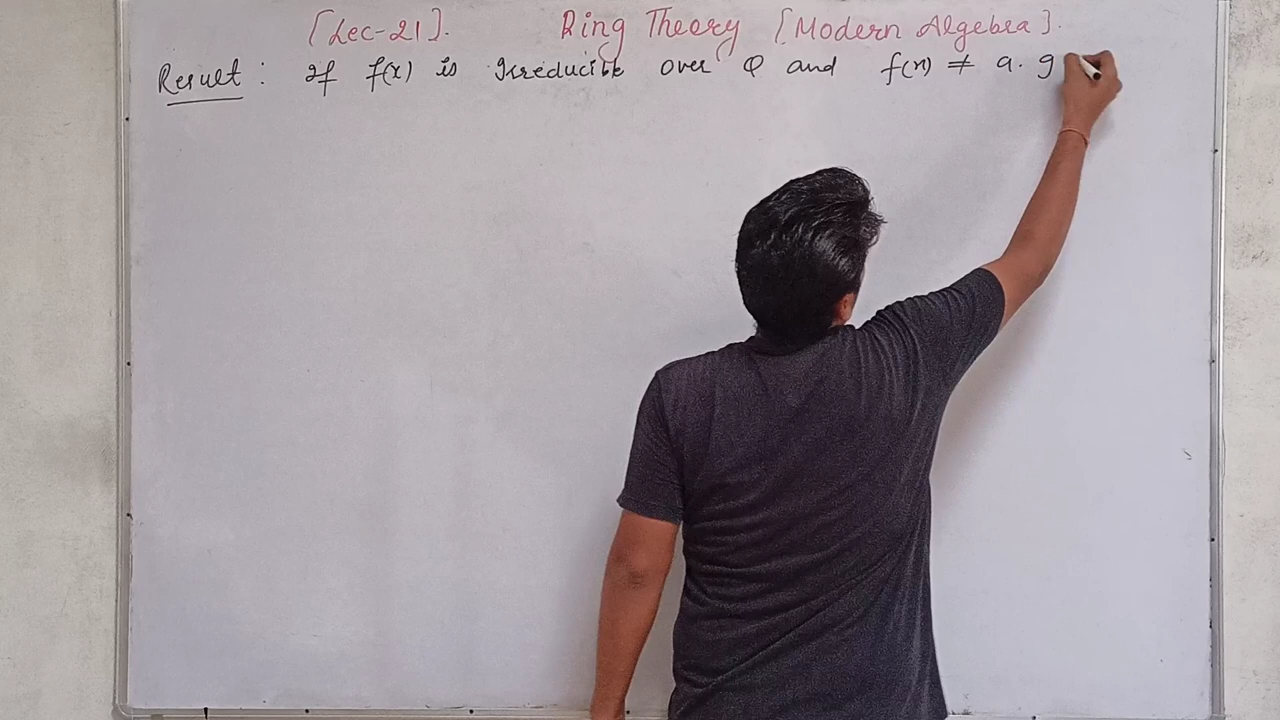 [Lec-21]. Ring Theory [Modern Algebra].
Result : If f(x) is Irreducible over Q and f(x) ≠ a. g